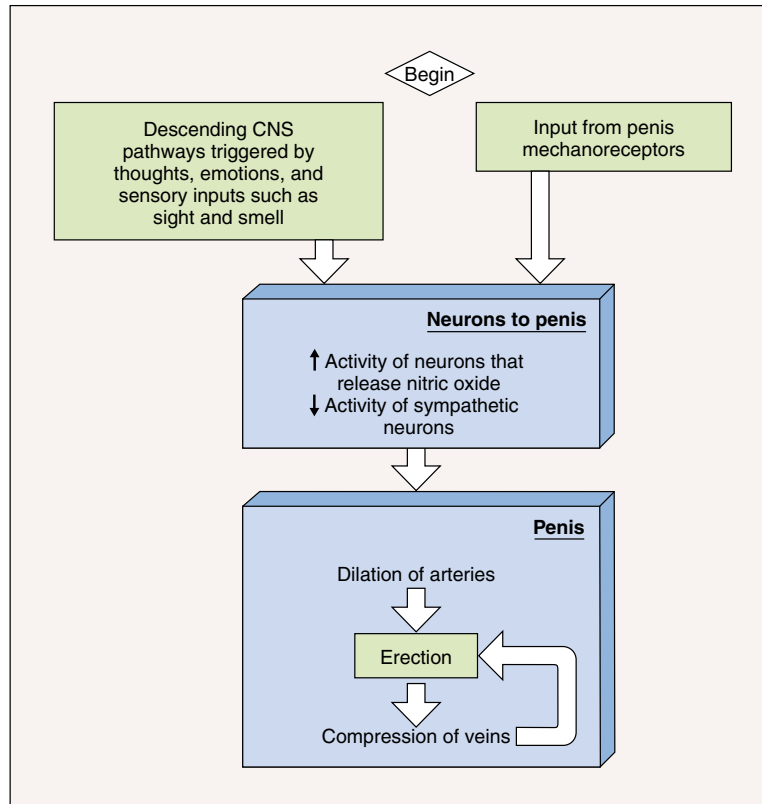 Begin
Descending CNS
pathways triggered by
thoughts, emotions, and
sensory inputs such as
sight and smell
Input from penis
mechanoreceptors
Neurons to penis
↑ Activity of neurons that
release nitric oxide
↓ Activity of sympathetic
neurons
Penis
Dilation of arteries
Erection
Compression of veins